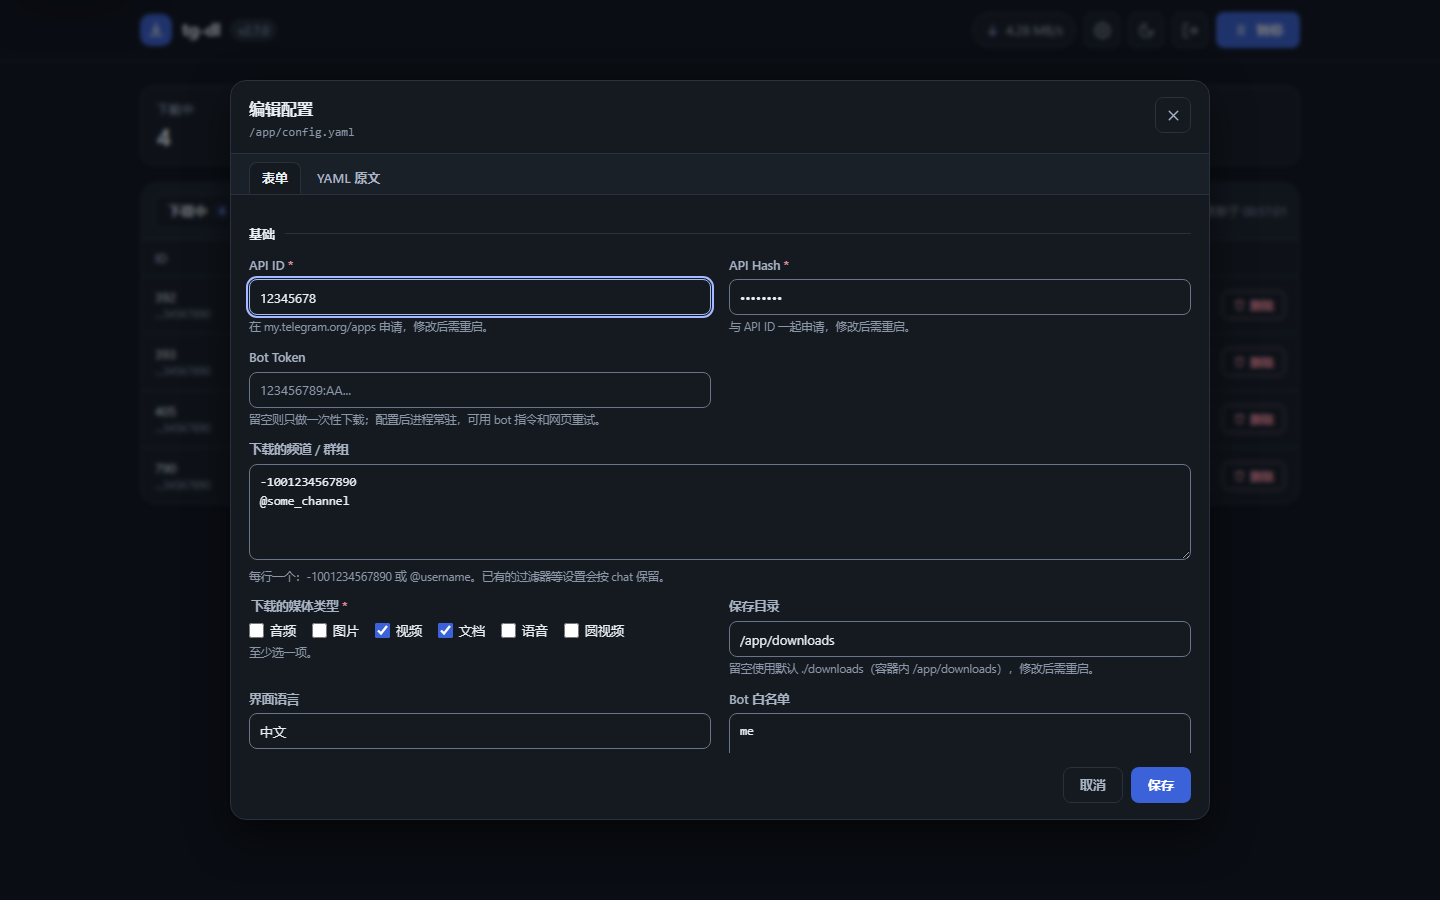 tg-dl
下载中
4
编辑配置
/app/config.yaml
表单
YAML 原文
基础
API ID *
API Hash *
12345678
••••••••
在 my.telegram.org/apps 申请，修改后需重启。
与 API ID 一起申请，修改后需重启。
Bot Token
123456789:AA...
留空则只做一次性下载；配置后进程常驻，可用 bot 指令和网页重试。
下载的频道 / 群组
-1001234567890
@some_channel
每行一个：-1001234567890 或 @username。已有的过滤器等设置会按 chat 保留。
下载的媒体类型 *
保存目录
音频
图片
视频
文档
语音
圆视频
/app/downloads
至少选一项。
留空使用默认 ./downloads（容器内 /app/downloads），修改后需重启。
界面语言
Bot 白名单
中文
me
取消
保存